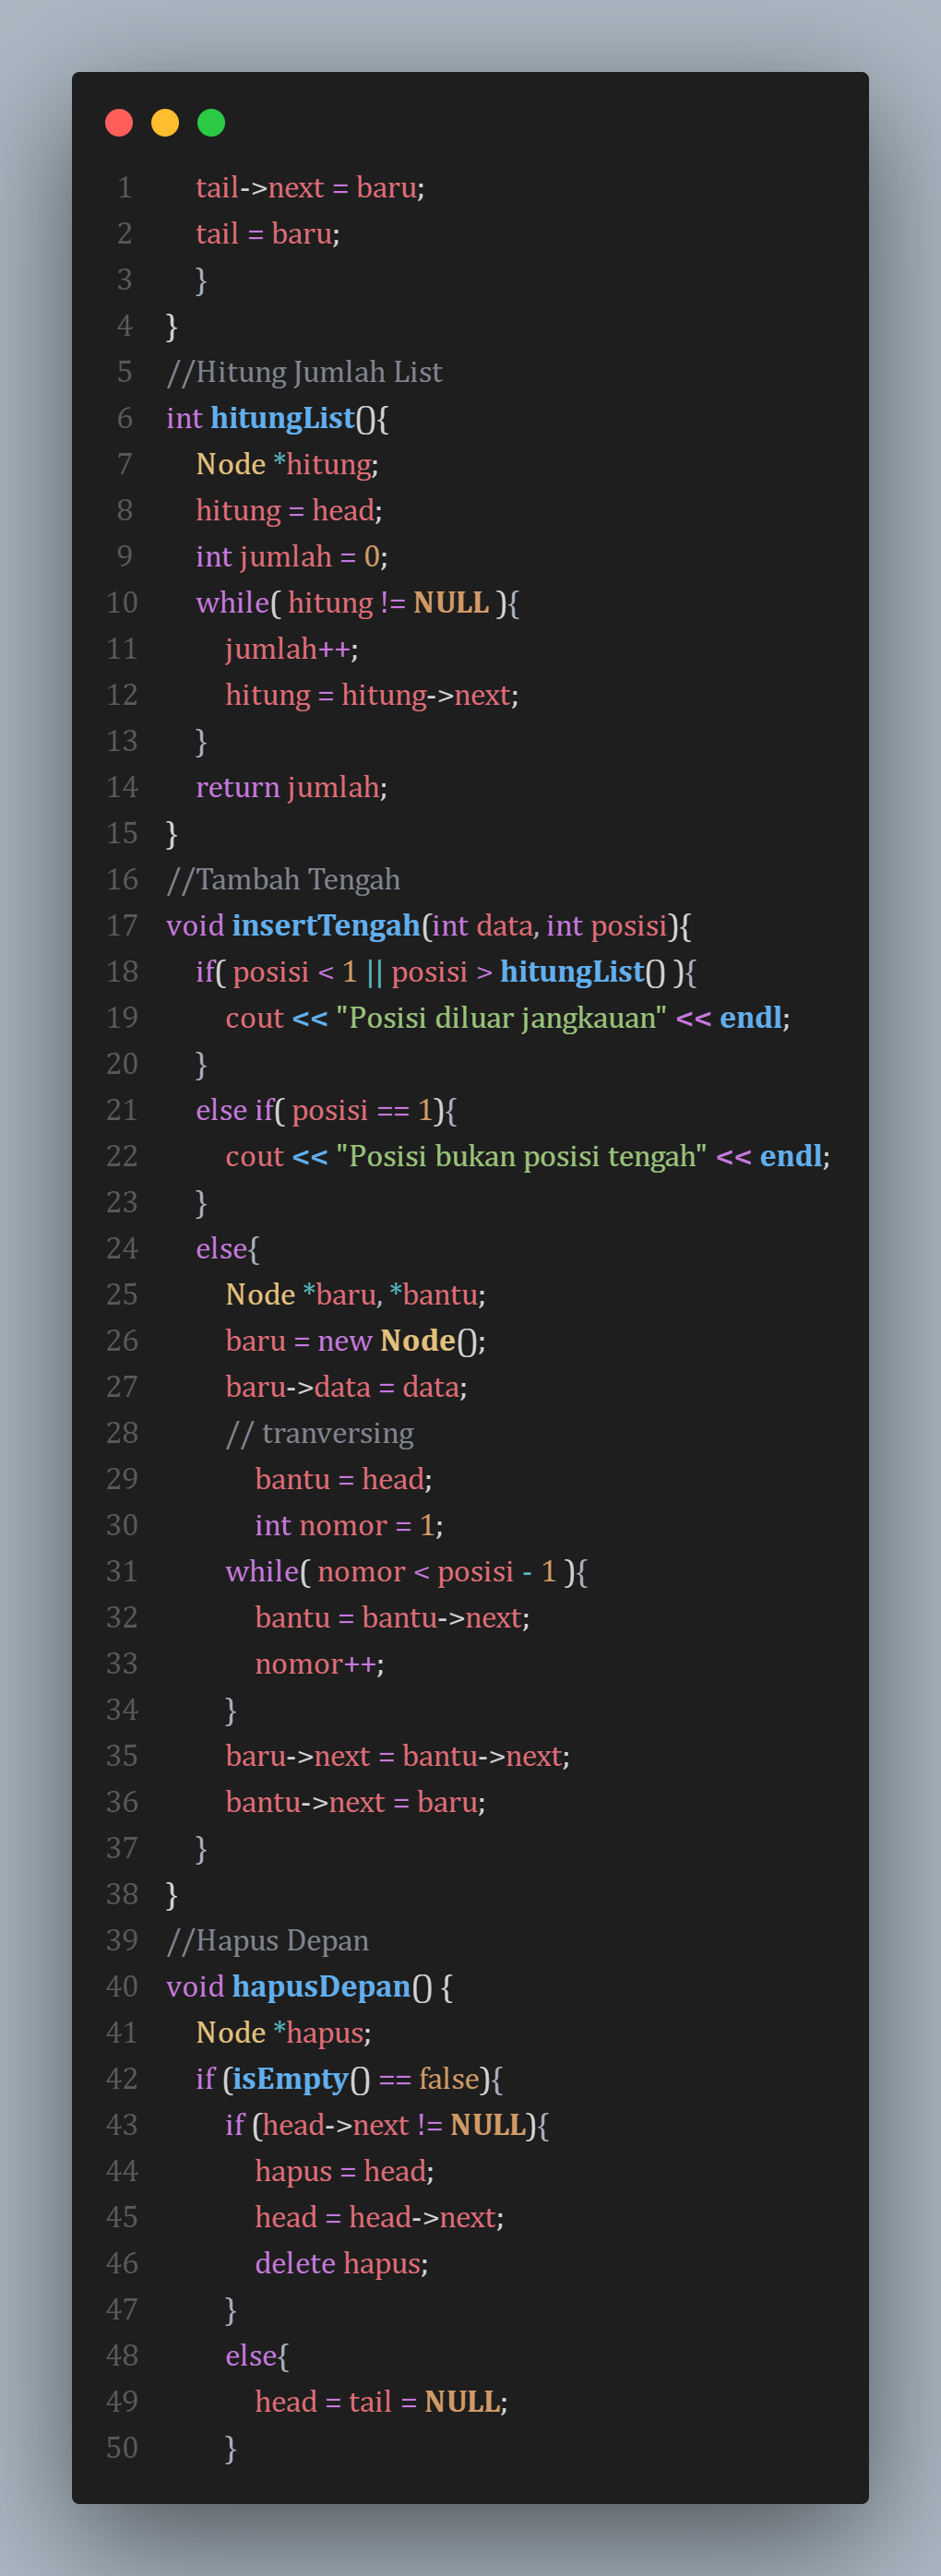 1 tail->next = baru;
2 tail = baru;
3 }
4 }
5 //Hitung Jumlah List
6 int hitungList(){
7 Node *hitung;
8 hitung = head;
9 int jumlah = 0;
10 while( hitung != NULL ){
11 jumlah++;
12 hitung = hitung->next;
13 }
14 return jumlah;
15 }
16 //Tambah Tengah
17 void insertTengah(int data, int posisi){
18 if( posisi < 1 || posisi > hitungList() ){
19 cout << "Posisi diluar jangkauan" << endl;
20 }
21 else if( posisi == 1){
22 cout << "Posisi bukan posisi tengah" << endl;
23 }
24 else{
25 Node *baru, *bantu;
26 baru = new Node();
27 baru->data = data;
28 // tranversing
29 bantu = head;
30 int nomor = 1;
31 while( nomor < posisi - 1 ){
32 bantu = bantu->next;
33 nomor++;
34 }
35 baru->next = bantu->next;
36 bantu->next = baru;
37 }
38 }
39 //Hapus Depan
40 void hapusDepan() {
41 Node *hapus;
42 if (isEmpty() == false){
43 if (head->next != NULL){
44 hapus = head;
45 head = head->next;
46 delete hapus;
47 }
48 else{
49 head = tail = NULL;
50 }